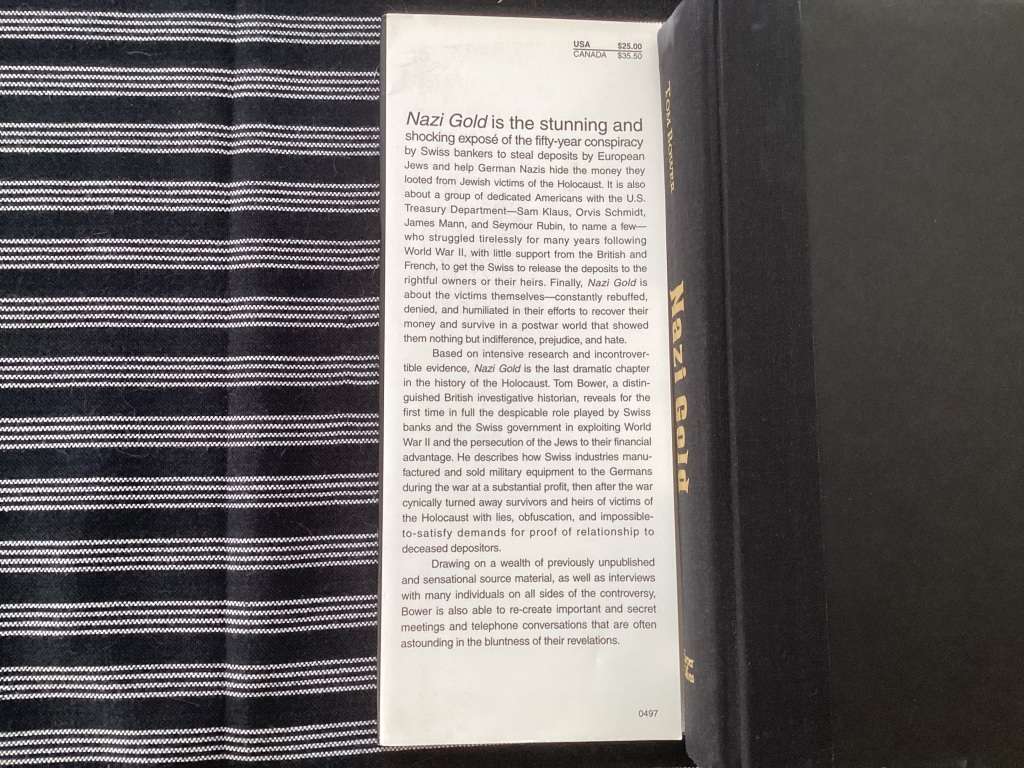 USA $25.00
CANADA $35.50
Nazi Gold is the stunning and
shocking exposé of the fifty-year conspiracy
by Swiss bankers to steal deposits by European
Jews and help German Nazis hide the money they
looted from Jewish victims of the Holocaust. It is also
about a group of dedicated Americans with the U.S.
Treasury Department—Sam Klaus, Orvis Schmidt,
James Mann, and Seymour Rubin, to name a few—
who struggled tirelessly for many years following
World War II, with little support from the British and
French, to get the Swiss to release the deposits to the
rightful owners or their heirs. Finally, Nazi Gold is
about the victims themselves—constantly rebuffed,
denied, and humiliated in their efforts to recover their
money and survive in a postwar world that showed
them nothing but indifference, prejudice, and hate.
Based on intensive research and incontrover-
tible evidence, Nazi Gold is the last dramatic chapter
in the history of the Holocaust. Tom Bower, a distin-
guished British investigative historian, reveals for the
first time in full the despicable role played by Swiss
banks and the Swiss government in exploiting World
War II and the persecution of the Jews to their financial
advantage. He describes how Swiss industries manu-
factured and sold military equipment to the Germans
during the war at a substantial profit, then after the war
cynically turned away survivors and heirs of victims of
the Holocaust with lies, obfuscation, and impossible-
to-satisfy demands for proof of relationship to
deceased depositors.
Drawing on a wealth of previously unpublished
and sensational source material, as well as interviews
with many individuals on all sides of the controversy,
Bower is also able to re-create important and secret
meetings and telephone conversations that are often
astounding in the bluntness of their revelations.
0497
Tom Bower
Nazi Gold